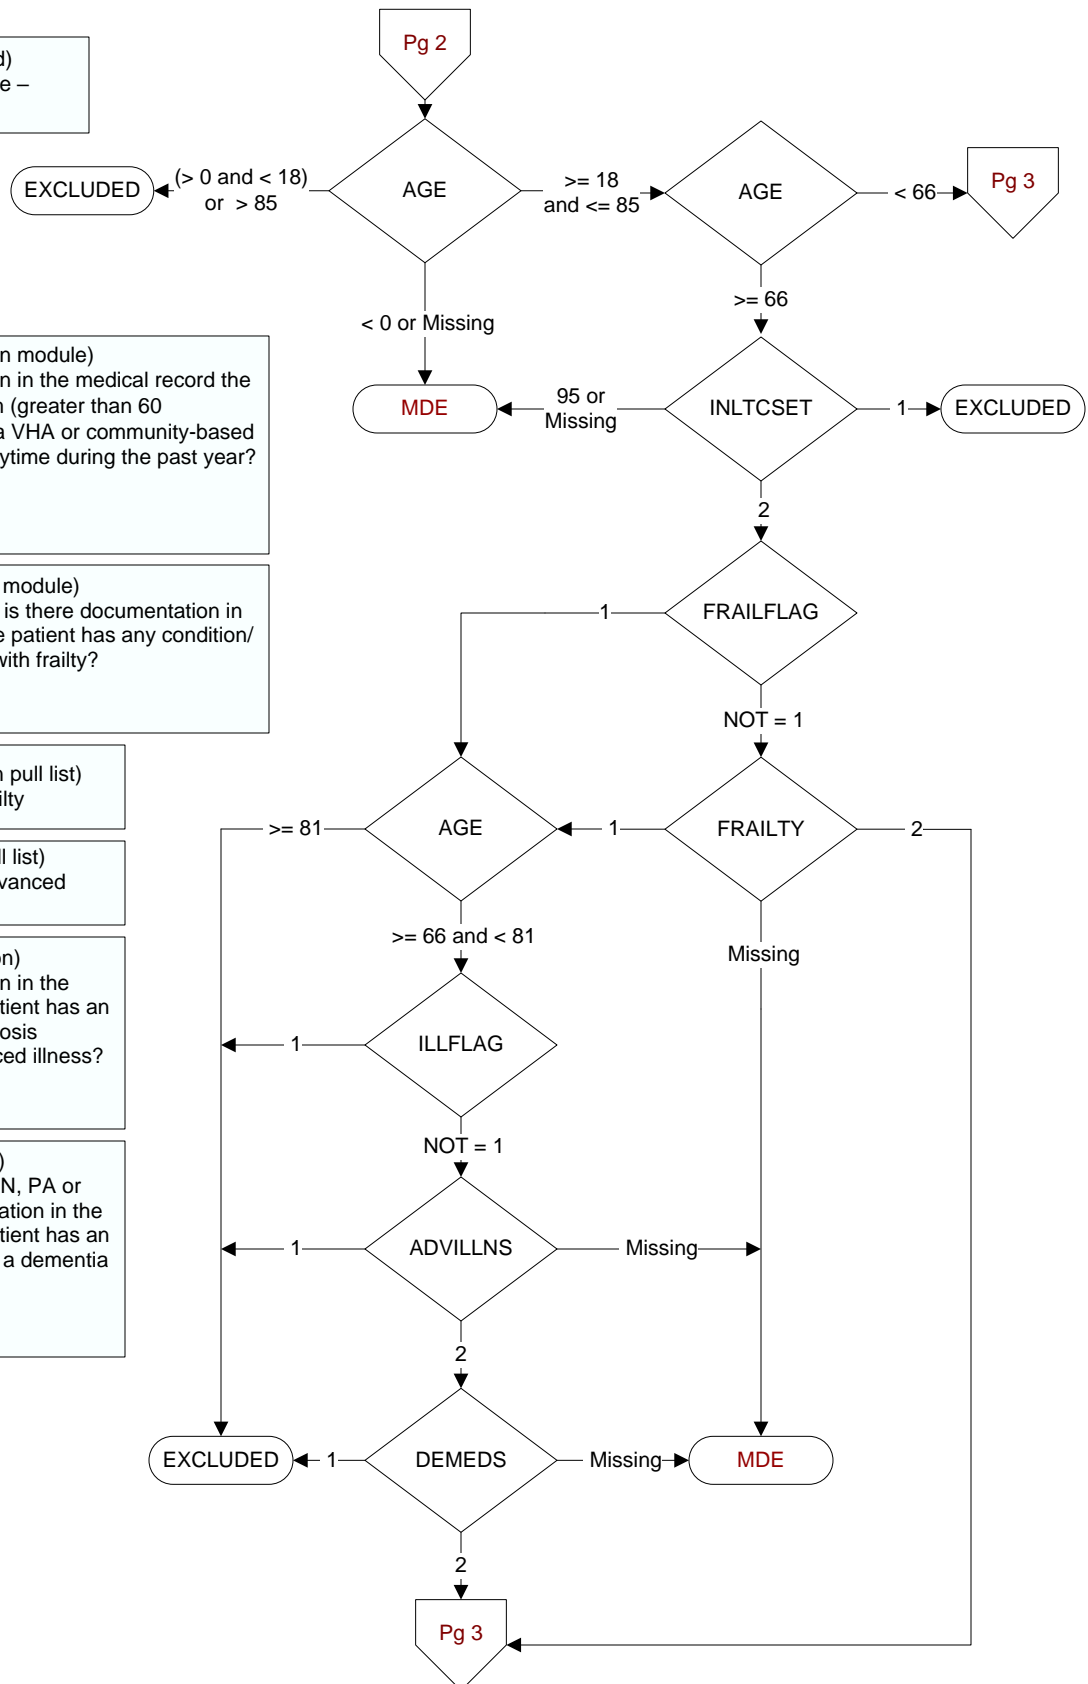 Pg 2
e –
(> 0 and < 18)
or > 85
EXCLUDED
AGE
>= 18
and <= 85
AGE
< 66
Pg 3
< 0 or Missing
>= 66
n module)
n in the medical record the
(greater than 60
a VHA or community-based
ytime during the past year?
MDE
95 or
Missing
INLTCSET
1
EXCLUDED
2
module)
is there documentation in
e patient has any condition/
with frailty?
1
FRAILFLAG
NOT = 1
n pull list)
ilty
>= 81
AGE
1
FRAILTY
2
ll list)
vanced
>= 66 and < 81
Missing
on)
n in the
tient has an
osis
ced illness?
1
ILLFLAG
NOT = 1
)
N, PA or
ation in the
tient has an
a dementia
1
ADVILLNS
Missing
2
EXCLUDED
1
DEMEDS
Missing
MDE
2
Pg 3